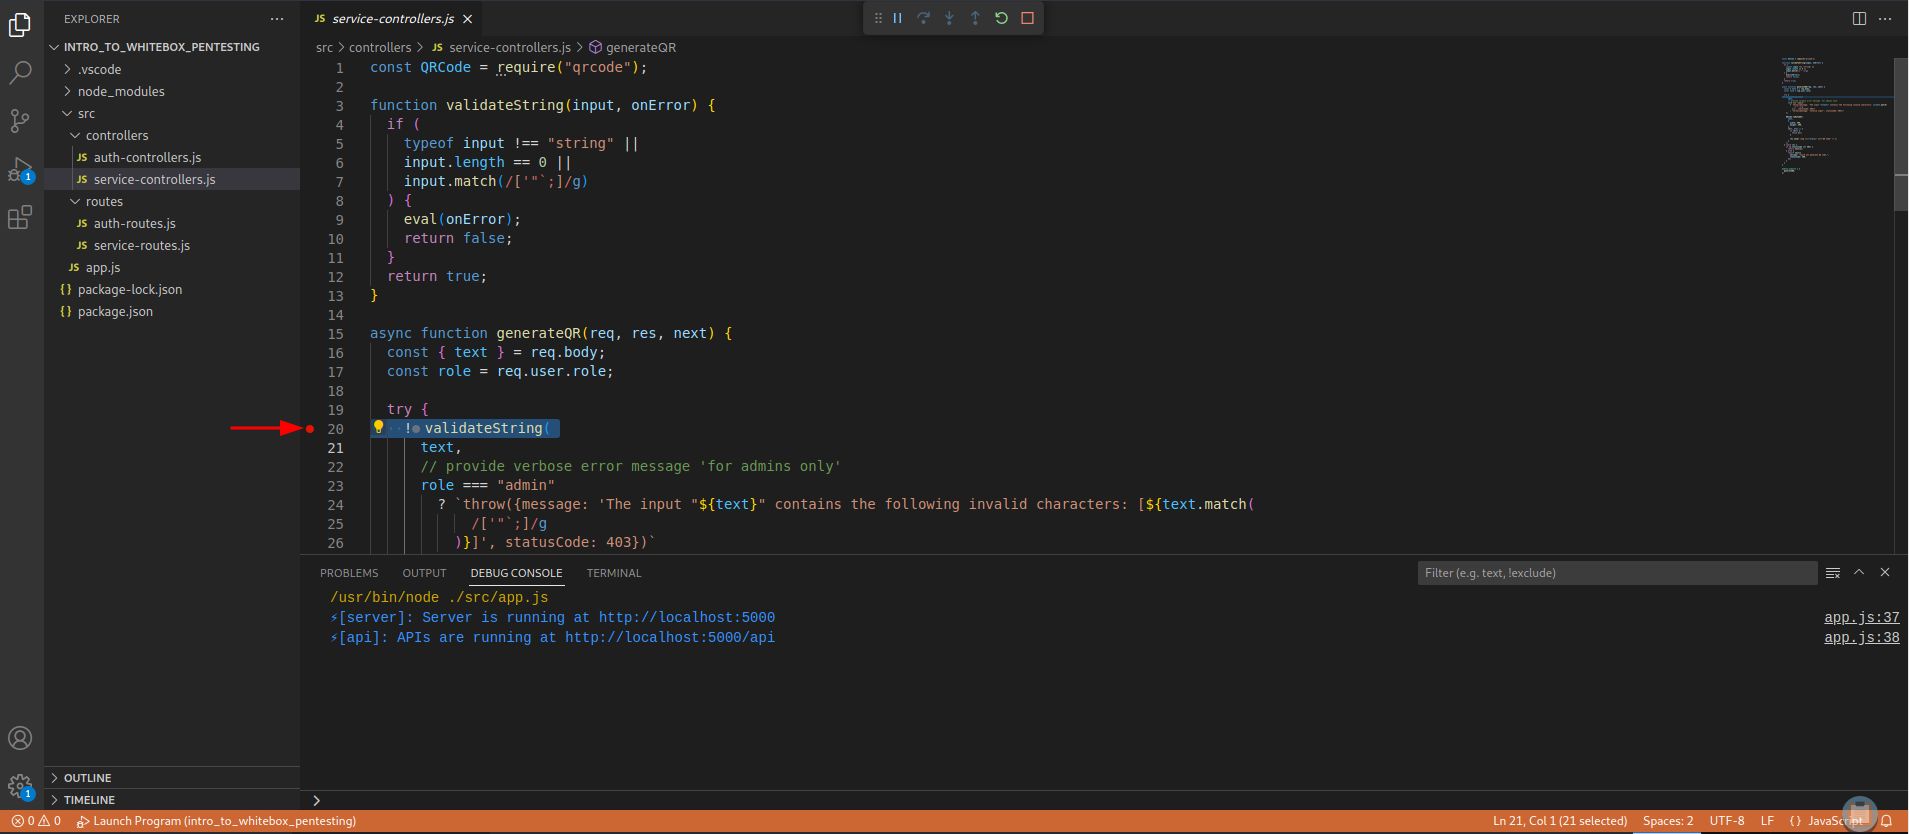 EXPLORER
INTRO_TO_WHITEBOX_PENTESTING
.vscode
node_modules
src
controllers
JS auth-controllers.js
JS service-controllers.js
routes
JS auth-routes.js
JS service-routes.js
JS app.js
{} package-lock.json
{} package.json
OUTLINE
TIMELINE
1
1
JS service-controllers.js
src > controllers > JS service-controllers.js > generateQR
1 const QRCode = require("qrcode");
2
3 function validateString(input, onError) {
4 if (
5 typeof input !== "string" ||
6 input.length == 0 ||
7 input.match(/['"`;]/g)
8 ) {
9 eval(onError);
10 return false;
11 }
12 return true;
13 }
14
15 async function generateQR(req, res, next) {
16 const { text } = req.body;
17 const role = req.user.role;
18
19 try {
20 !validateString(
21 text,
22 // provide verbose error message 'for admins only'
23 role === "admin"
24 ? `throw({message: 'The input "${text}" contains the following invalid characters: [${text.match(
25 /['"`;]/g
26 )}]', statusCode: 403})`
PROBLEMS OUTPUT DEBUG CONSOLE TERMINAL
Filter (e.g. text, !exclude)
/usr/bin/node ./src/app.js
⚡[server]: Server is running at http://localhost:5000 app.js:37
⚡[api]: APIs are running at http://localhost:5000/api app.js:38
>
0 0 Launch Program (intro_to_whitebox_pentesting) Ln 21, Col 1 (21 selected) Spaces: 2 UTF-8 LF {} JavaScript